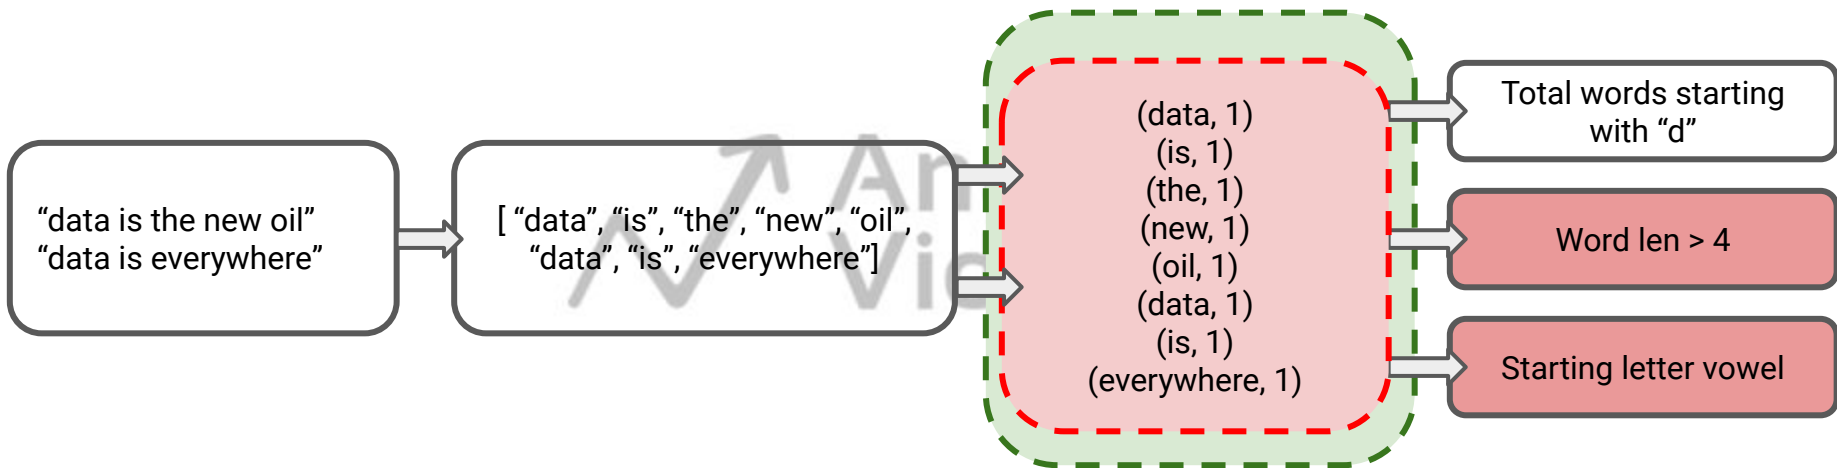 “data is the new oil”
“data is everywhere”
[ “data”, “is”, “the”, “new”, “oil”,
“data”, “is”, “everywhere”]
(data, 1)
(is, 1)
(the, 1)
(new, 1)
(oil, 1)
(data, 1)
(is, 1)
(everywhere, 1)
Total words starting
with “d”
Word len > 4
Starting letter vowel